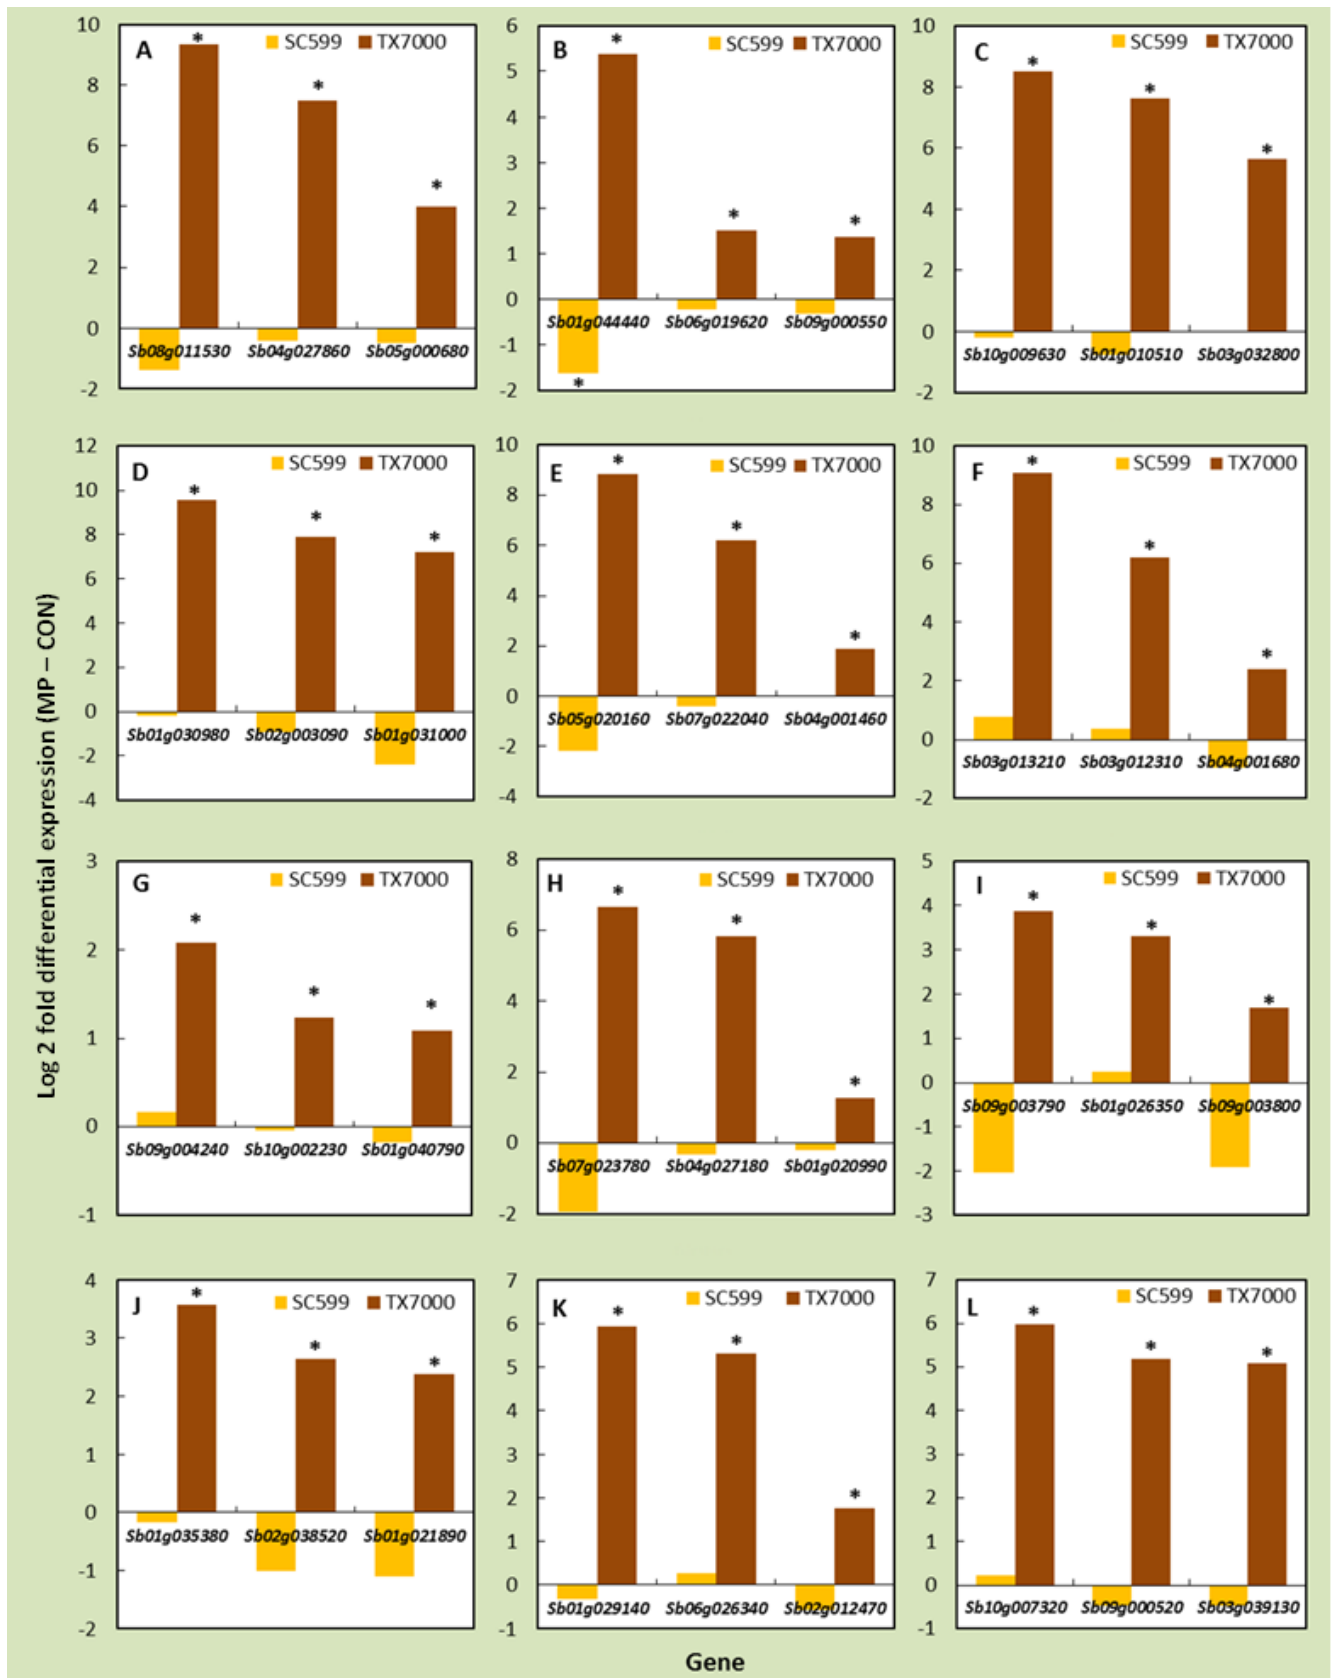 Log 2 fold differential expression (MP – CON)
A
SC599 TX7000
10
8
6
4
2
0
-2
* * *
Sb08g011530 Sb04g027860 Sb05g000680
B
SC599 TX7000
6
5
4
3
2
1
0
-1
-2
* * *
Sb01g044440 Sb06g019620 Sb09g000550
*
C
SC599 TX7000
10
8
6
4
2
0
-2
* * *
Sb10g009630 Sb01g010510 Sb03g032800
D
SC599 TX7000
12
10
8
6
4
2
0
-2
-4
* * *
Sb01g030980 Sb02g003090 Sb01g031000
E
SC599 TX7000
10
8
6
4
2
0
-2
-4
* * *
Sb05g020160 Sb07g022040 Sb04g001460
F
SC599 TX7000
10
8
6
4
2
0
-2
* * *
Sb03g013210 Sb03g012310 Sb04g001680
G
SC599 TX7000
3
2
1
0
-1
* * *
Sb09g004240 Sb10g002230 Sb01g040790
H
SC599 TX7000
8
6
4
2
0
-2
* * *
Sb07g023780 Sb04g027180 Sb01g020990
I
SC599 TX7000
5
4
3
2
1
0
-1
-2
-3
* * *
Sb09g003790 Sb01g026350 Sb09g003800
J
SC599 TX7000
4
3
2
1
0
-1
-2
* * *
Sb01g035380 Sb02g038520 Sb01g021890
K
SC599 TX7000
7
6
5
4
3
2
1
0
-1
* * *
Sb01g029140 Sb06g026340 Sb02g012470
L
SC599 TX7000
7
6
5
4
3
2
1
0
-1
* * *
Sb10g007320 Sb09g000520 Sb03g039130
Gene